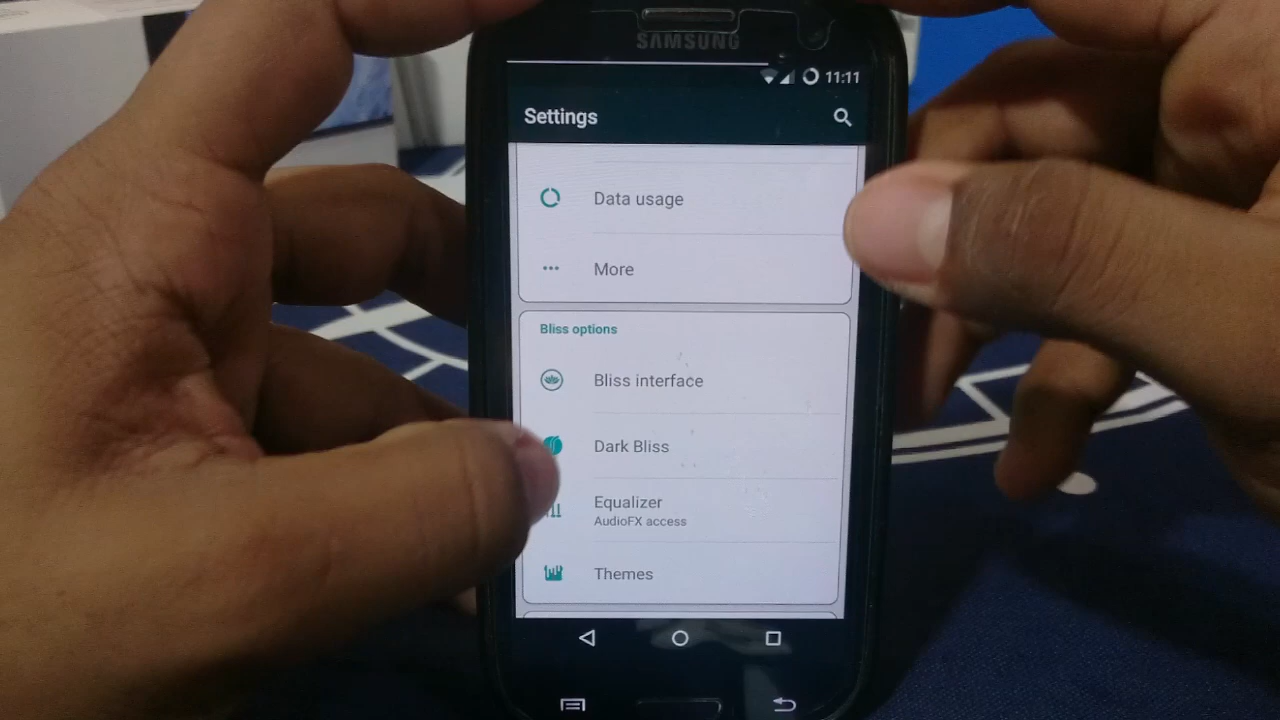 SAMSUNG
11:11
Settings
Data usage
More
Bliss options
Bliss interface
Dark Bliss
Equalizer
AudioFX access
Themes